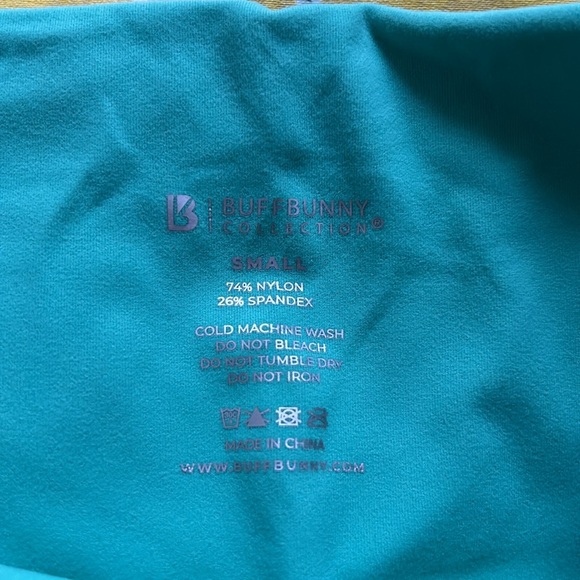 B BUFFBUNNY
COLLECTION®
SMALL
74% NYLON
26% SPANDEX
COLD MACHINE WASH
DO NOT BLEACH
DO NOT TUMBLE DRY
DO NOT IRON
MADE IN CHINA
WWW.BUFFBUNNY.COM